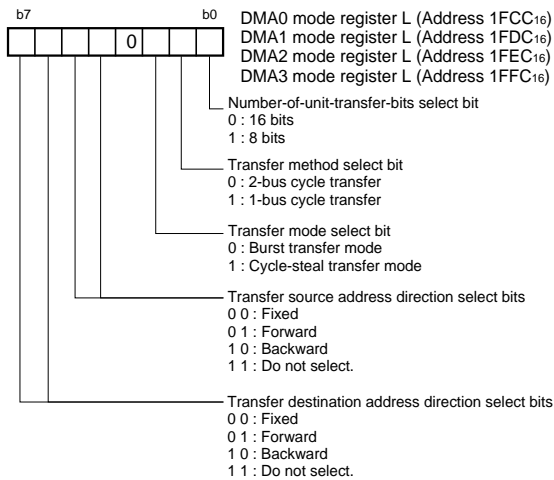 b7 b0
0
DMA0 mode register L (Address 1FCC16)
DMA1 mode register L (Address 1FDC16)
DMA2 mode register L (Address 1FEC16)
DMA3 mode register L (Address 1FFC16)
Number-of-unit-transfer-bits select bit
0 : 16 bits
1 : 8 bits
Transfer method select bit
0 : 2-bus cycle transfer
1 : 1-bus cycle transfer
Transfer mode select bit
0 : Burst transfer mode
1 : Cycle-steal transfer mode
Transfer source address direction select bits
0 0 : Fixed
0 1 : Forward
1 0 : Backward
1 1 : Do not select.
Transfer destination address direction select bits
0 0 : Fixed
0 1 : Forward
1 0 : Backward
1 1 : Do not select.